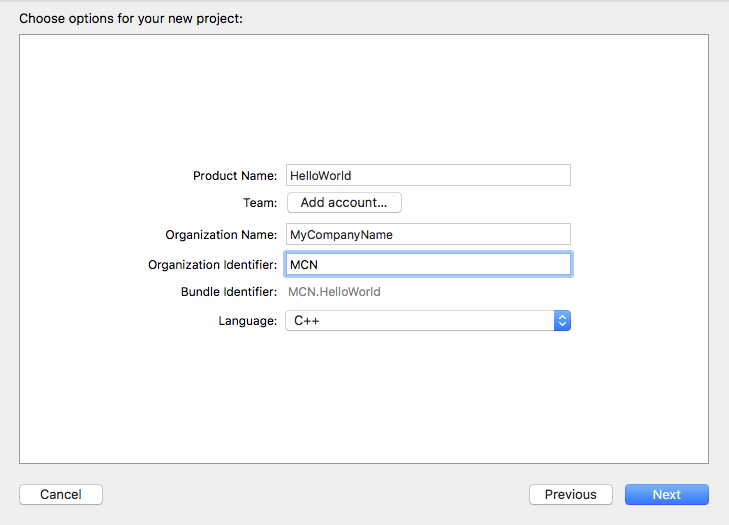 Choose options for your new project:
Product Name: HelloWorld
Team: Add account...
Organization Name: MyCompanyName
Organization Identifier: MCN
Bundle Identifier: MCN.HelloWorld
Language: C++
Cancel Previous Next